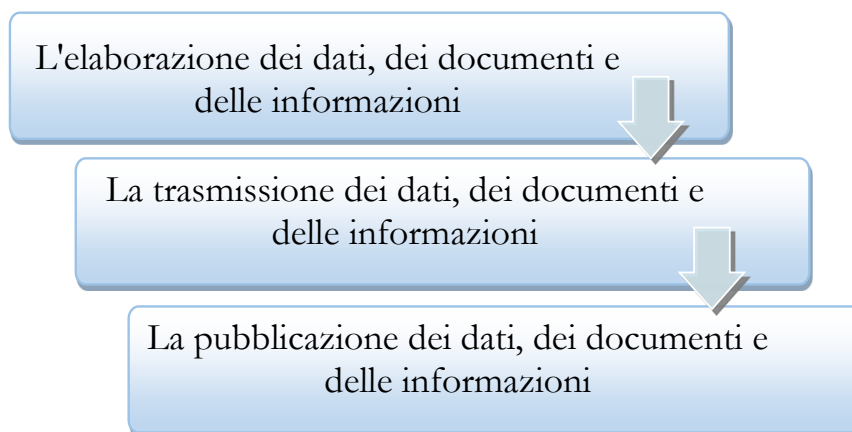 L'elaborazione dei dati, dei documenti e
delle informazioni
La trasmissione dei dati, dei documenti e
delle informazioni
La pubblicazione dei dati, dei documenti e
delle informazioni